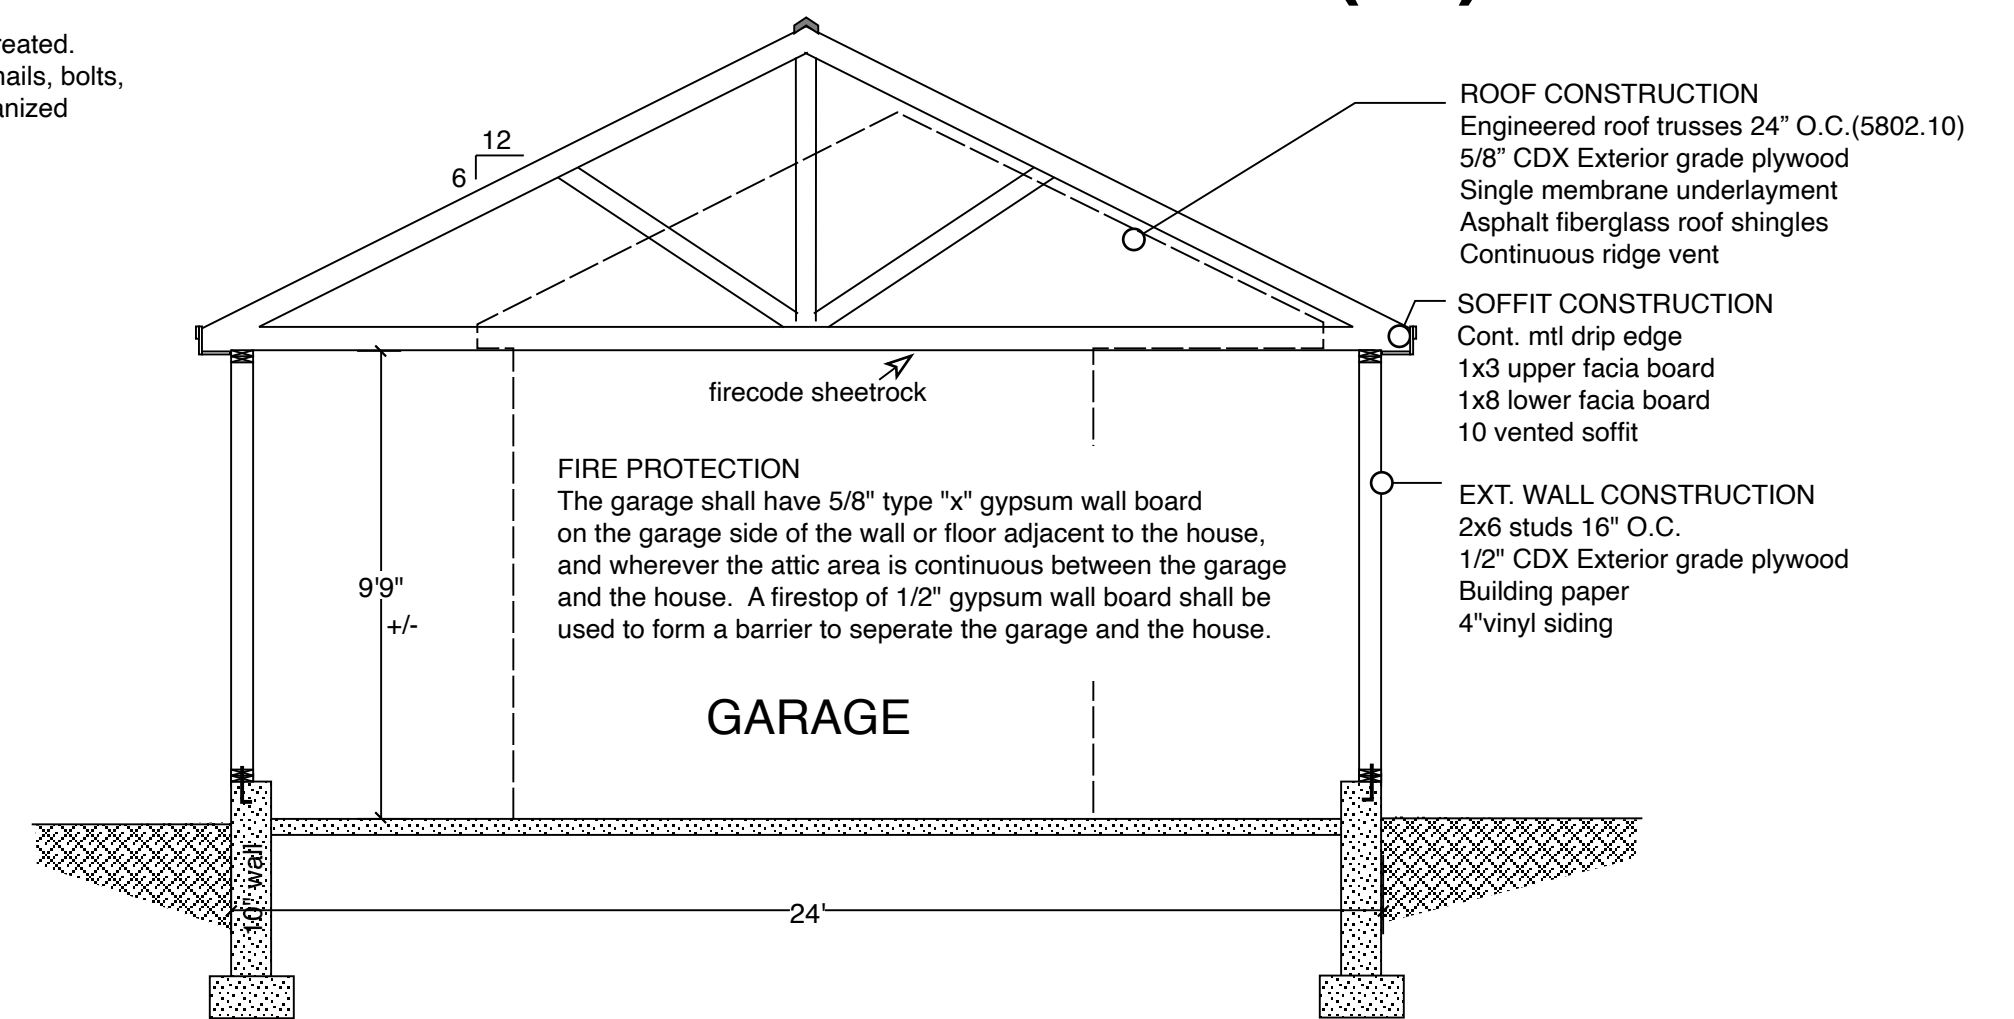 reated.
nails, bolts,
anized
12
6
ROOF CONSTRUCTION
Engineered roof trusses 24” O.C.(5802.10)
5/8” CDX Exterior grade plywood
Single membrane underlayment
Asphalt fiberglass roof shingles
Continuous ridge vent
SOFFIT CONSTRUCTION
Cont. mtl drip edge
1x3 upper facia board
1x8 lower facia board
10 vented soffit
firecode sheetrock
FIRE PROTECTION
The garage shall have 5/8" type "x" gypsum wall board
on the garage side of the wall or floor adjacent to the house,
and wherever the attic area is continuous between the garage
and the house.  A firestop of 1/2" gypsum wall board shall be
used to form a barrier to seperate the garage and the house.
EXT. WALL CONSTRUCTION
2x6 studs 16" O.C.
1/2" CDX Exterior grade plywood
Building paper
4"vinyl siding
9'9"
+/-
GARAGE
10" wall
24'